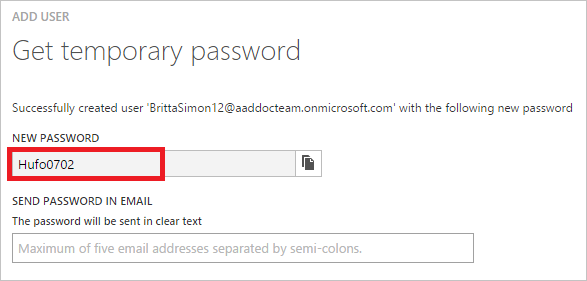 ADD USER
Get temporary password
Successfully created user 'BrittaSimon12@aaddocteam.onmicrosoft.com' with the following new password
NEW PASSWORD
Hufo0702
SEND PASSWORD IN EMAIL
The password will be sent in clear text
Maximum of five email addresses separated by semi-colons.